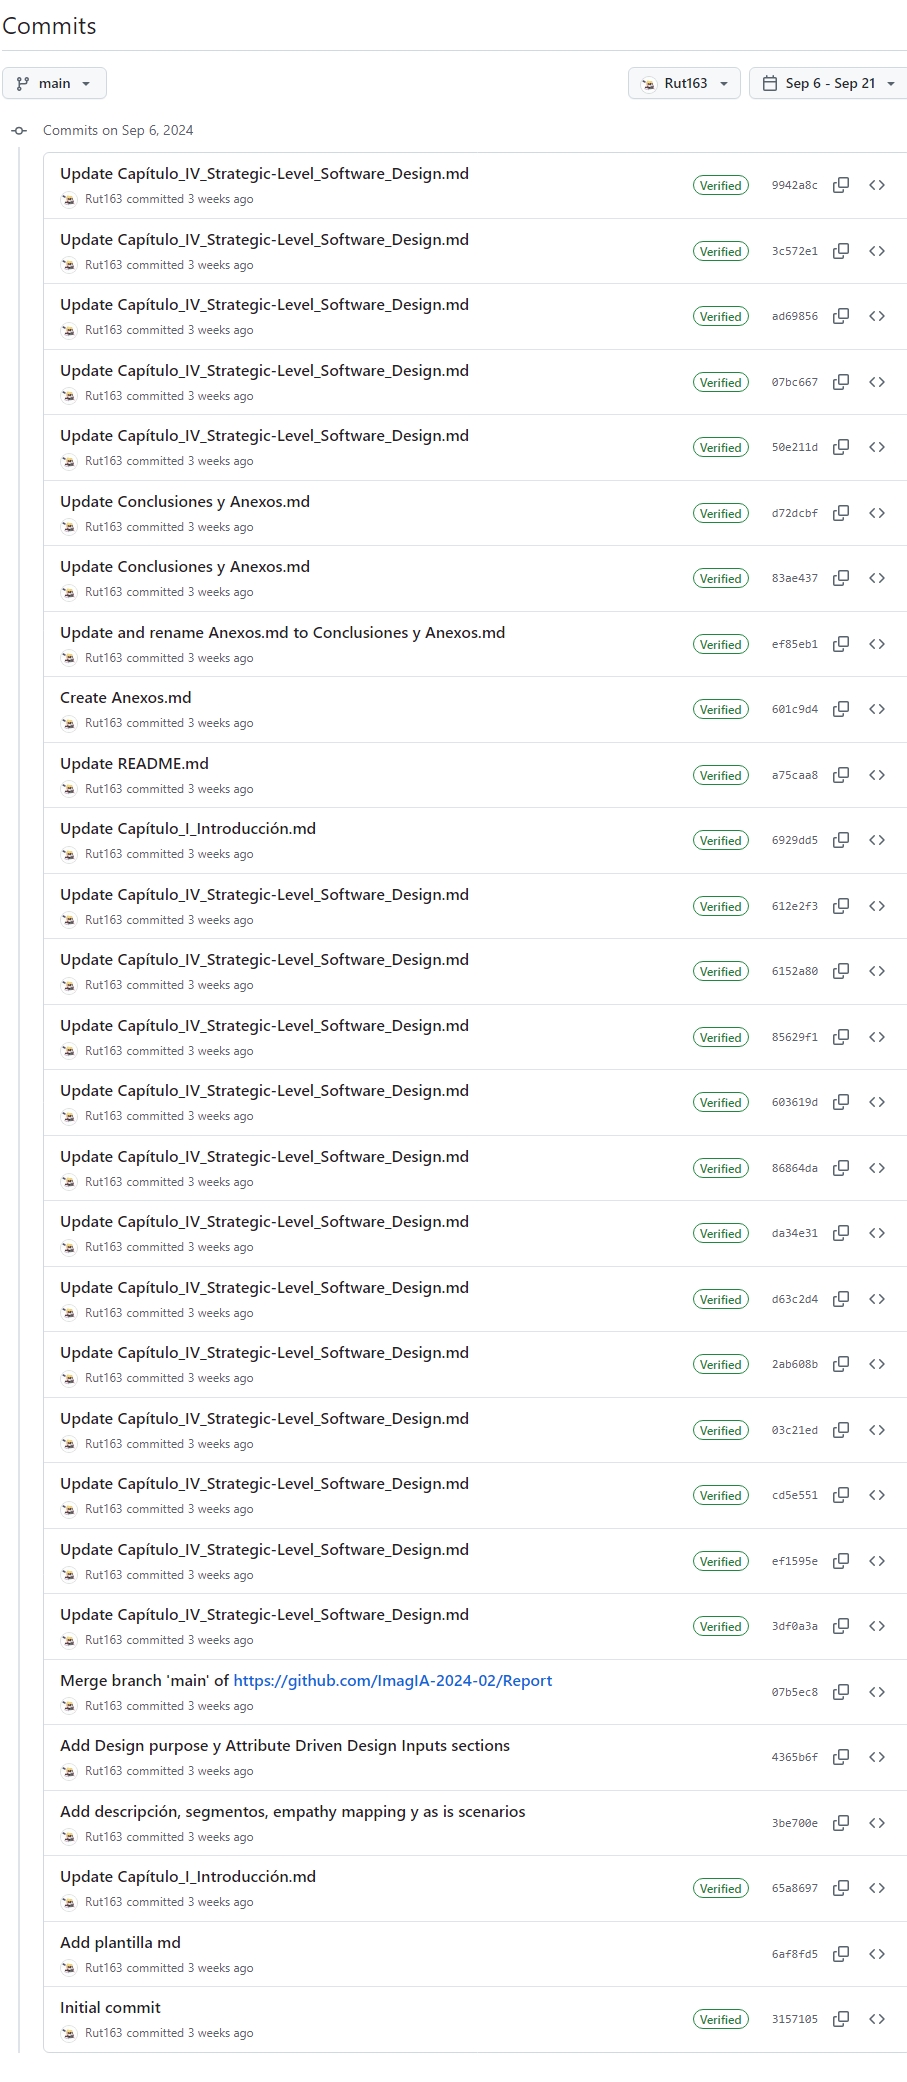 Commits
main
Rut163
Sep 6 - Sep 21
Commits on Sep 6, 2024
Update Capítulo_IV_Strategic-Level_Software_Design.md
Rut163 committed 3 weeks ago
Verified 9942a8c
Update Capítulo_IV_Strategic-Level_Software_Design.md
Rut163 committed 3 weeks ago
Verified 3c572e1
Update Capítulo_IV_Strategic-Level_Software_Design.md
Rut163 committed 3 weeks ago
Verified ad69856
Update Capítulo_IV_Strategic-Level_Software_Design.md
Rut163 committed 3 weeks ago
Verified 07bc667
Update Capítulo_IV_Strategic-Level_Software_Design.md
Rut163 committed 3 weeks ago
Verified 50e211d
Update Conclusiones y Anexos.md
Rut163 committed 3 weeks ago
Verified d72dcbf
Update Conclusiones y Anexos.md
Rut163 committed 3 weeks ago
Verified 83ae437
Update and rename Anexos.md to Conclusiones y Anexos.md
Rut163 committed 3 weeks ago
Verified ef85eb1
Create Anexos.md
Rut163 committed 3 weeks ago
Verified 601c9d4
Update README.md
Rut163 committed 3 weeks ago
Verified a75caa8
Update Capítulo_I_Introducción.md
Rut163 committed 3 weeks ago
Verified 6929dd5
Update Capítulo_IV_Strategic-Level_Software_Design.md
Rut163 committed 3 weeks ago
Verified 612e2f3
Update Capítulo_IV_Strategic-Level_Software_Design.md
Rut163 committed 3 weeks ago
Verified 6152a80
Update Capítulo_IV_Strategic-Level_Software_Design.md
Rut163 committed 3 weeks ago
Verified 85629f1
Update Capítulo_IV_Strategic-Level_Software_Design.md
Rut163 committed 3 weeks ago
Verified 603619d
Update Capítulo_IV_Strategic-Level_Software_Design.md
Rut163 committed 3 weeks ago
Verified 86864da
Update Capítulo_IV_Strategic-Level_Software_Design.md
Rut163 committed 3 weeks ago
Verified da34e31
Update Capítulo_IV_Strategic-Level_Software_Design.md
Rut163 committed 3 weeks ago
Verified d63c2d4
Update Capítulo_IV_Strategic-Level_Software_Design.md
Rut163 committed 3 weeks ago
Verified 2ab608b
Update Capítulo_IV_Strategic-Level_Software_Design.md
Rut163 committed 3 weeks ago
Verified 03c21ed
Update Capítulo_IV_Strategic-Level_Software_Design.md
Rut163 committed 3 weeks ago
Verified cd5e551
Update Capítulo_IV_Strategic-Level_Software_Design.md
Rut163 committed 3 weeks ago
Verified ef1595e
Update Capítulo_IV_Strategic-Level_Software_Design.md
Rut163 committed 3 weeks ago
Verified 3df0a3a
Merge branch 'main' of https://github.com/ImagIA-2024-02/Report
Rut163 committed 3 weeks ago
07b5ec8
Add Design purpose y Attribute Driven Design Inputs sections
Rut163 committed 3 weeks ago
4365b6f
Add descripción, segmentos, empathy mapping y as is scenarios
Rut163 committed 3 weeks ago
3be700e
Update Capítulo_I_Introducción.md
Rut163 committed 3 weeks ago
Verified 65a8697
Add plantilla md
Rut163 committed 3 weeks ago
6af8fd5
Initial commit
Rut163 committed 3 weeks ago
Verified 3157105